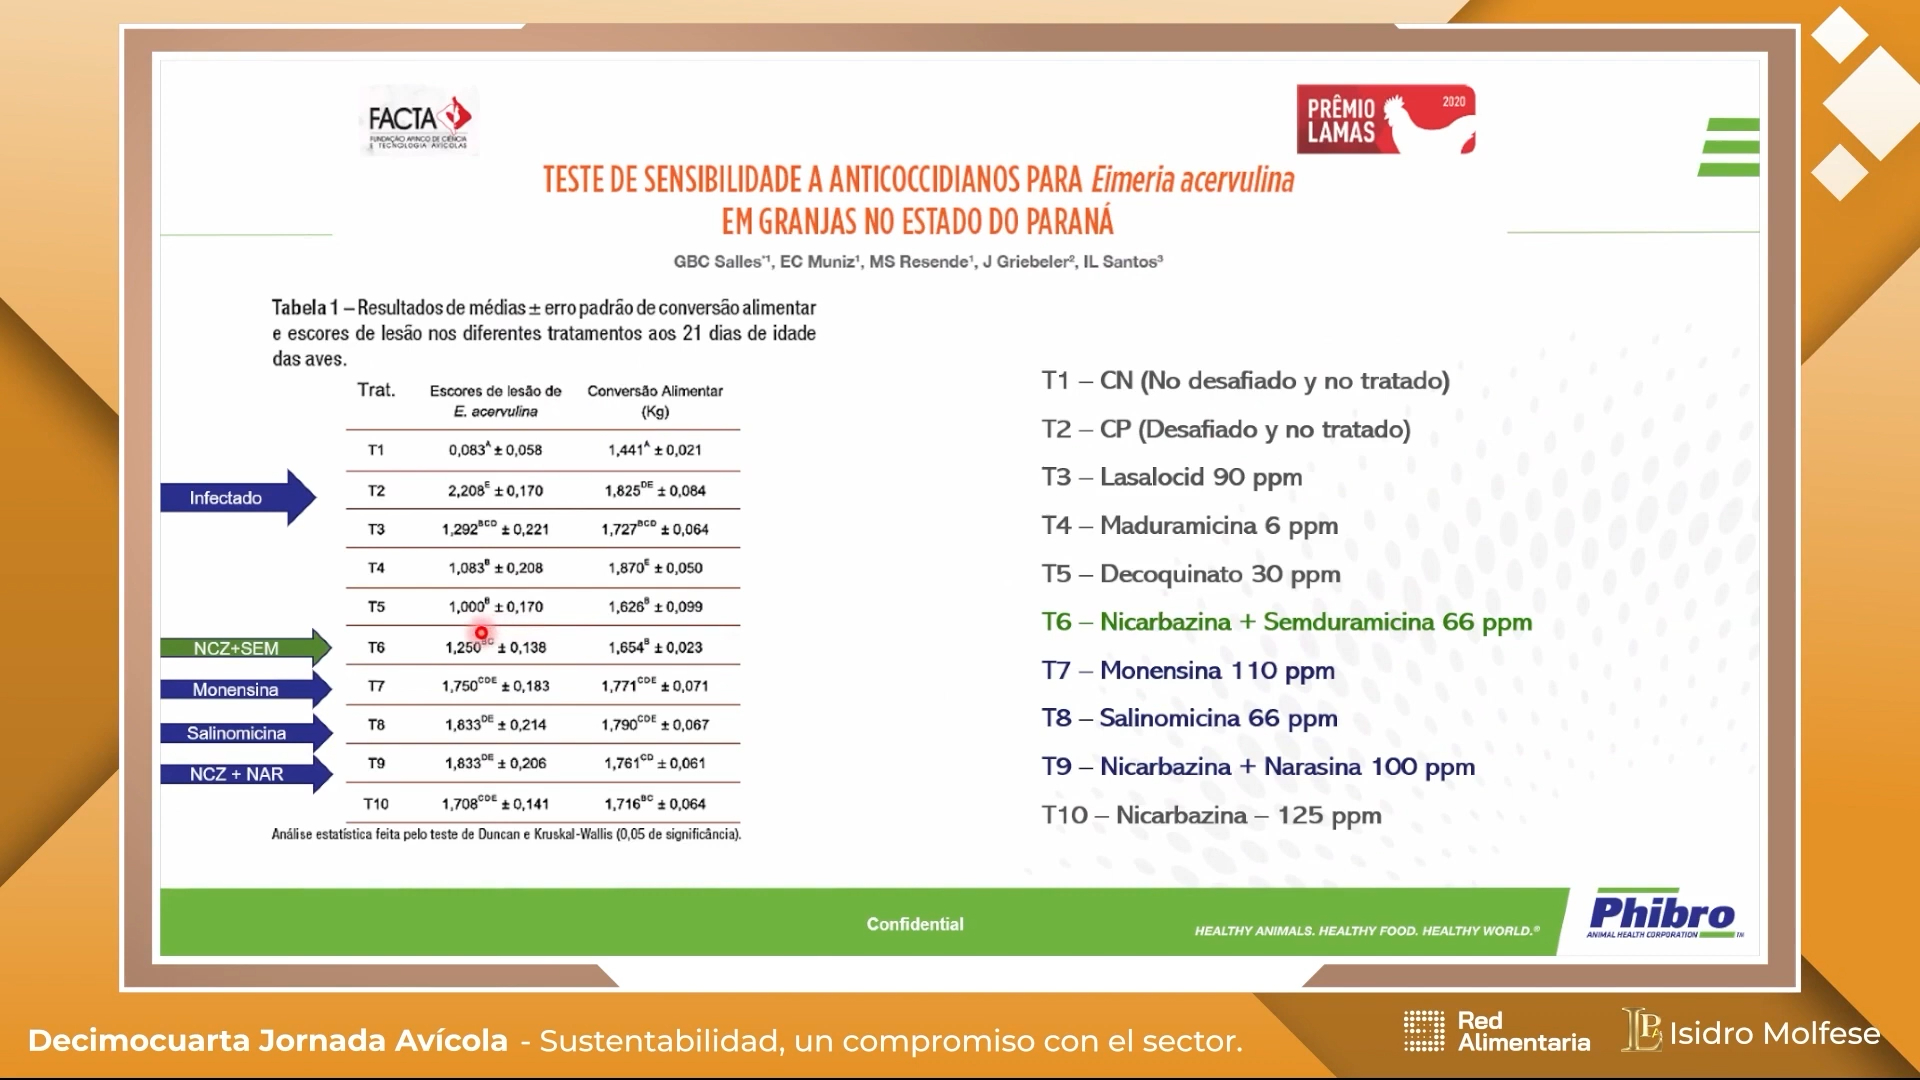 FACTA
FUNDAÇÃO APINCO DE CIÊNCIA
E TECNOLOGIA AVÍCOLAS
PRÊMIO
LAMAS
2020
TESTE DE SENSIBILIDADE A ANTICOCCIDIANOS PARA Eimeria acervulina
EM GRANJAS NO ESTADO DO PARANÁ
GBC Salles*¹, EC Muniz¹, MS Resende¹, J Griebeler², IL Santos³
Tabela 1 – Resultados de médias ± erro padrão de conversão alimentar
e escores de lesão nos diferentes tratamentos aos 21 dias de idade
das aves.
Trat. Escores de lesão de E. acervulina Conversão Alimentar (Kg)
T1 0,083ᴬ ± 0,058 1,441ᴬ ± 0,021
T2 2,208ᴱ ± 0,170 1,825ᴰᴱ ± 0,084
T3 1,292ᴮᶜᴰ ± 0,221 1,727ᴮᶜᴰ ± 0,064
T4 1,083ᴮ ± 0,208 1,870ᴱ ± 0,050
T5 1,000ᴮ ± 0,170 1,626ᴮ ± 0,099
T6 1,250ᴮᶜ ± 0,138 1,654ᴮ ± 0,023
T7 1,750ᶜᴰᴱ ± 0,183 1,771ᶜᴰᴱ ± 0,071
T8 1,833ᴰᴱ ± 0,214 1,790ᶜᴰᴱ ± 0,067
T9 1,833ᴰᴱ ± 0,206 1,761ᶜᴰ ± 0,061
T10 1,708ᶜᴰᴱ ± 0,141 1,716ᴮᶜ ± 0,064
Análise estatística feita pelo teste de Duncan e Kruskal-Wallis (0,05 de significância).
Infectado
NCZ+SEM
Monensina
Salinomicina
NCZ + NAR
T1 – CN (No desafiado y no tratado)
T2 – CP (Desafiado y no tratado)
T3 – Lasalocid 90 ppm
T4 – Maduramicina 6 ppm
T5 – Decoquinato 30 ppm
T6 – Nicarbazina + Semduramicina 66 ppm
T7 – Monensina 110 ppm
T8 – Salinomicina 66 ppm
T9 – Nicarbazina + Narasina 100 ppm
T10 – Nicarbazina – 125 ppm
Confidential
HEALTHY ANIMALS. HEALTHY FOOD. HEALTHY WORLD.®
Phibro
ANIMAL HEALTH CORPORATION TM
Decimocuarta Jornada Avícola - Sustentabilidad, un compromiso con el sector.
Red
Alimentaria
Isidro Molfese